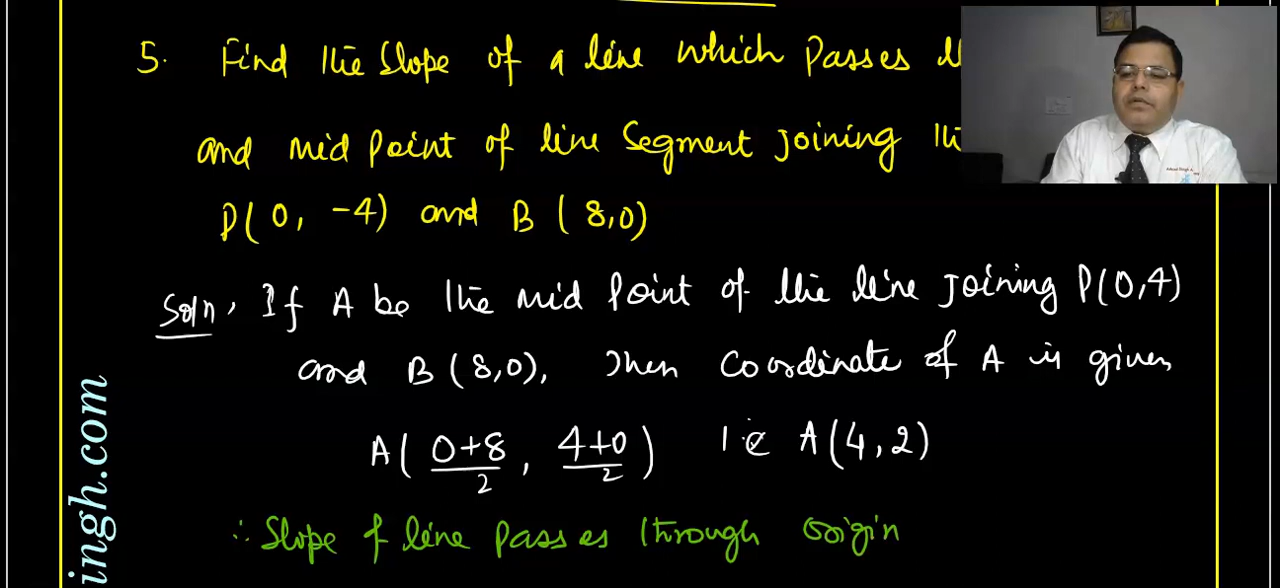 5. Find the Slope of a line which Passes
and mid Point of line Segment Joining
P(0, -4) and B (8,0)
Soln, If A be the mid Point of the line Joining P(0,4)
and B (8,0), Then Coordinate of A is given
A( 0+8/2 , 4+0/2 ) i.e A(4,2)
∴ Slope of line Passes through origin
ingh.com